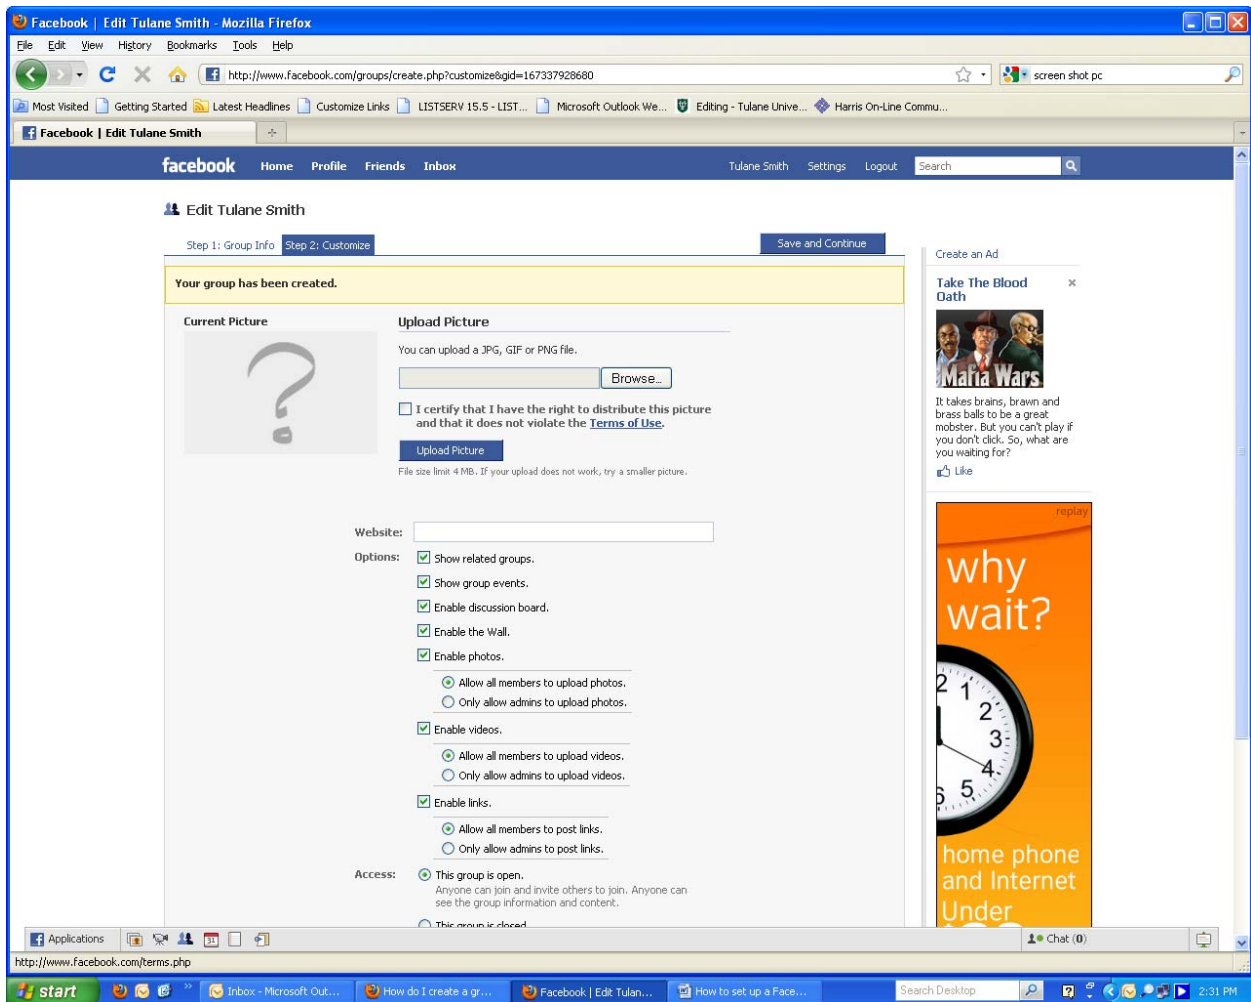 Facebook | Edit Tulane Smith - Mozilla Firefox
File Edit View History Bookmarks Tools Help
http://www.facebook.com/groups/create.php?customize&gid=167337928680
screen shot pc
Most Visited Getting Started Latest Headlines Customize Links LISTSERV 15.5 - LIST... Microsoft Outlook We... Editing - Tulane Unive... Harris On-Line Commu...
Facebook | Edit Tulane Smith
facebook Home Profile Friends Inbox Tulane Smith Settings Logout Search
Edit Tulane Smith
Step 1: Group Info Step 2: Customize Save and Continue
Your group has been created.
Current Picture
Upload Picture
You can upload a JPG, GIF or PNG file.
Browse...
I certify that I have the right to distribute this picture
and that it does not violate the Terms of Use.
Upload Picture
File size limit 4 MB. If your upload does not work, try a smaller picture.
Website:
Options:
Show related groups.
Show group events.
Enable discussion board.
Enable the Wall.
Enable photos.
Allow all members to upload photos.
Only allow admins to upload photos.
Enable videos.
Allow all members to upload videos.
Only allow admins to upload videos.
Enable links.
Allow all members to post links.
Only allow admins to post links.
Access:
This group is open.
Anyone can join and invite others to join. Anyone can
see the group information and content.
This group is closed.
Create an Ad
Take The Blood
Oath
Mafia Wars
It takes brains, brawn and
brass balls to be a great
mobster. But you can't play if
you don't click. So, what are
you waiting for?
Like
replay
why
wait?
12 1
2
3
4
5
6
home phone
and Internet
Under
Applications 31 Chat (0)
http://www.facebook.com/terms.php
start Inbox - Microsoft Out... How do I create a gr... Facebook | Edit Tulan... How to set up a Face... Search Desktop 2:31 PM